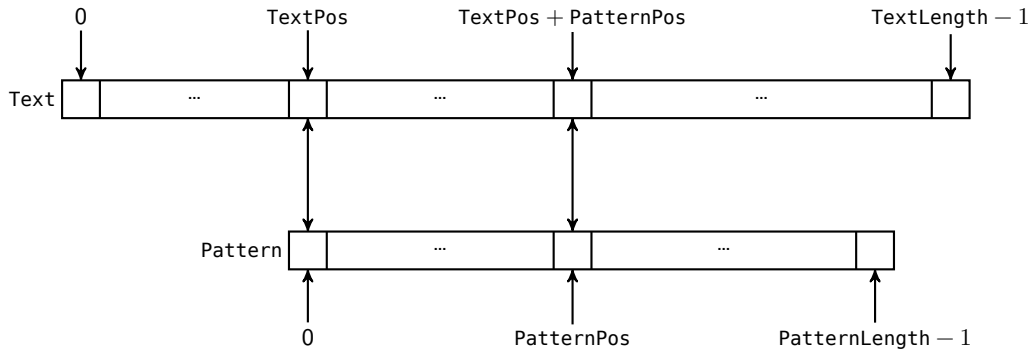 0 TextPos TextPos + PatternPos TextLength − 1
Text ... ... ...
Pattern ... ...
0 PatternPos PatternLength − 1